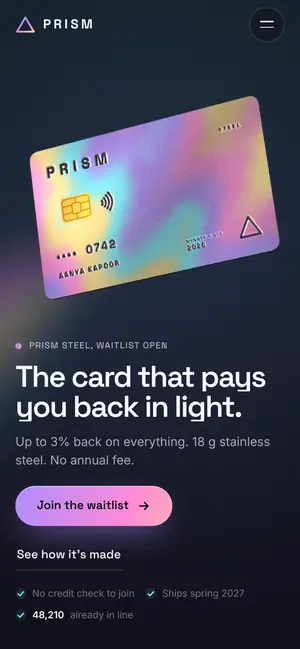 PRISM
STEEL
PRISM
0742
2026
AANYA KAPOOR
PRISM STEEL, WAITLIST OPEN
The card that pays
you back in light.
Up to 3% back on everything. 18 g stainless
steel. No annual fee.
Join the waitlist
See how it's made
No credit check to join
Ships spring 2027
48,210 already in line